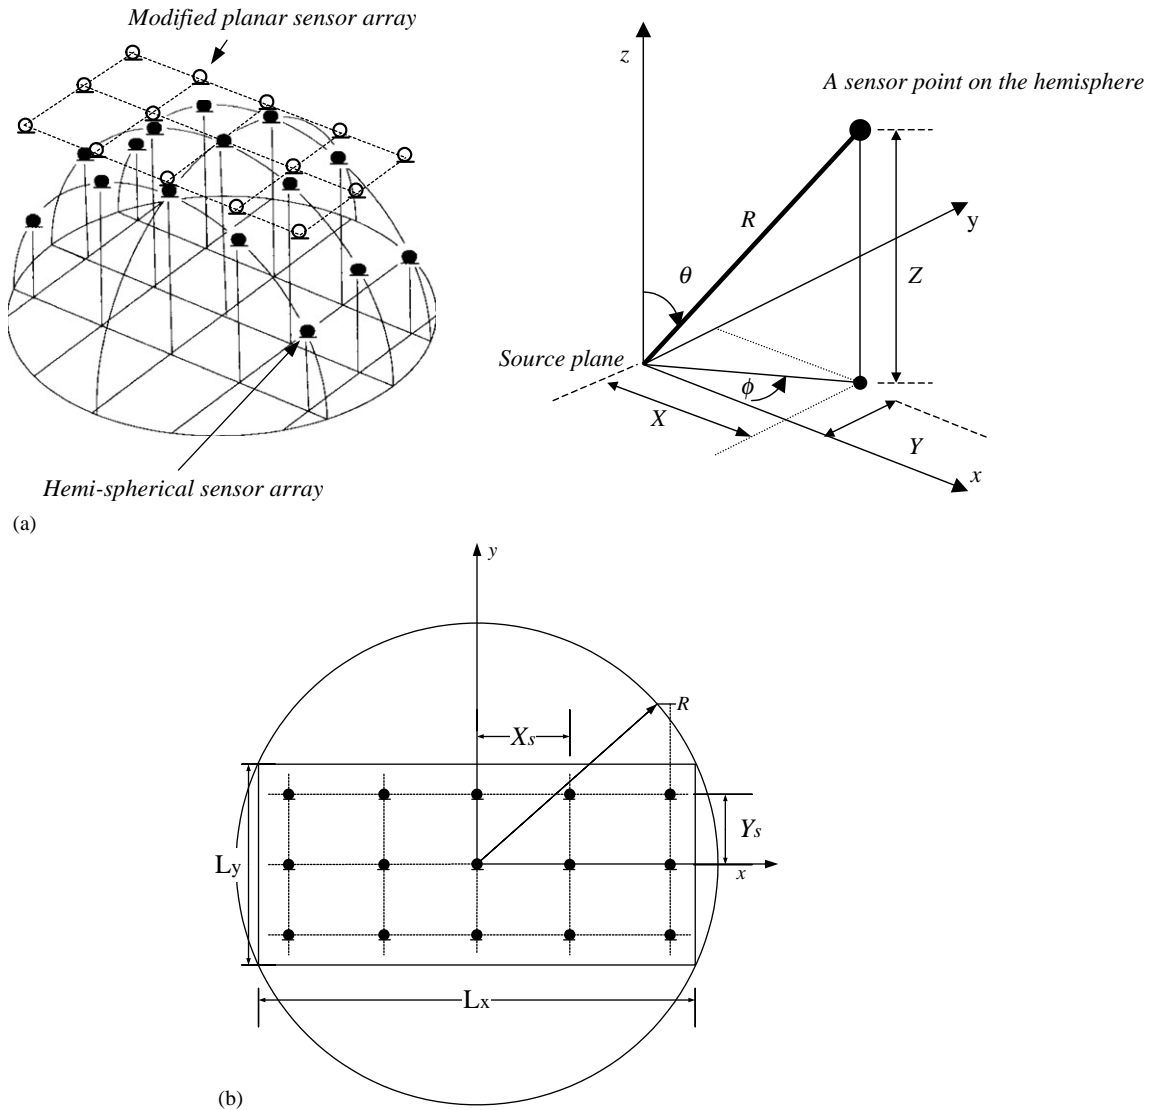 Modified planar sensor array
z
A sensor point on the hemisphere
R
y
θ
Z
Source plane
ϕ
X
Y
x
Hemi-spherical sensor array
(a)
y
R
Xs
Ys
Ly
x
Lx
(b)